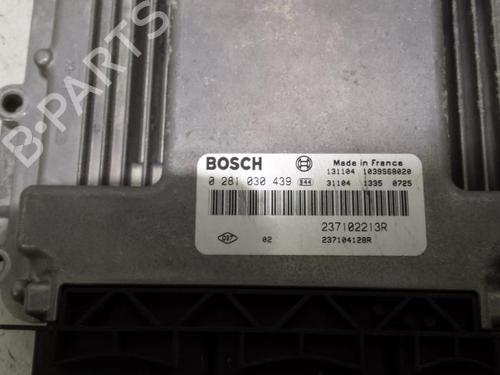 B-PARTS
BOSCH
Made in France
0 281 030 439
131104 1039S68020
31104 1335 0725
237102213R
02
237104128R